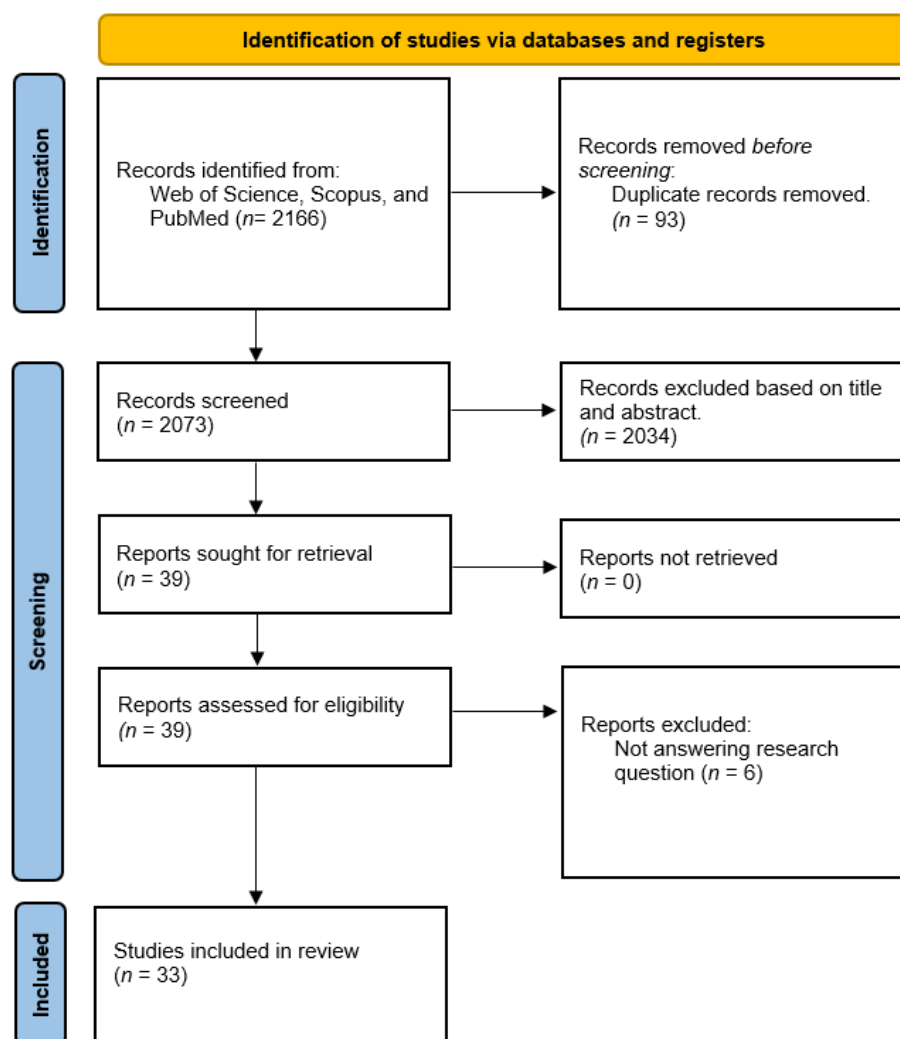 Identification of studies via databases and registers
Identification
Records identified from:
Web of Science, Scopus, and
PubMed (n= 2166)
Records removed before
screening:
Duplicate records removed.
(n = 93)
Screening
Records screened
(n = 2073)
Records excluded based on title
and abstract.
(n = 2034)
Reports sought for retrieval
(n = 39)
Reports not retrieved
(n = 0)
Reports assessed for eligibility
(n = 39)
Reports excluded:
Not answering research
question (n = 6)
Included
Studies included in review
(n = 33)